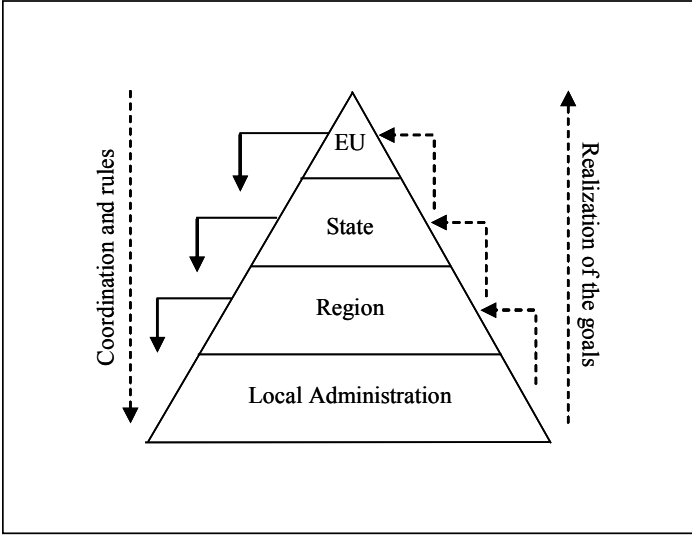 Coordination and rules
EU
State
Region
Local Administration
Realization of the goals